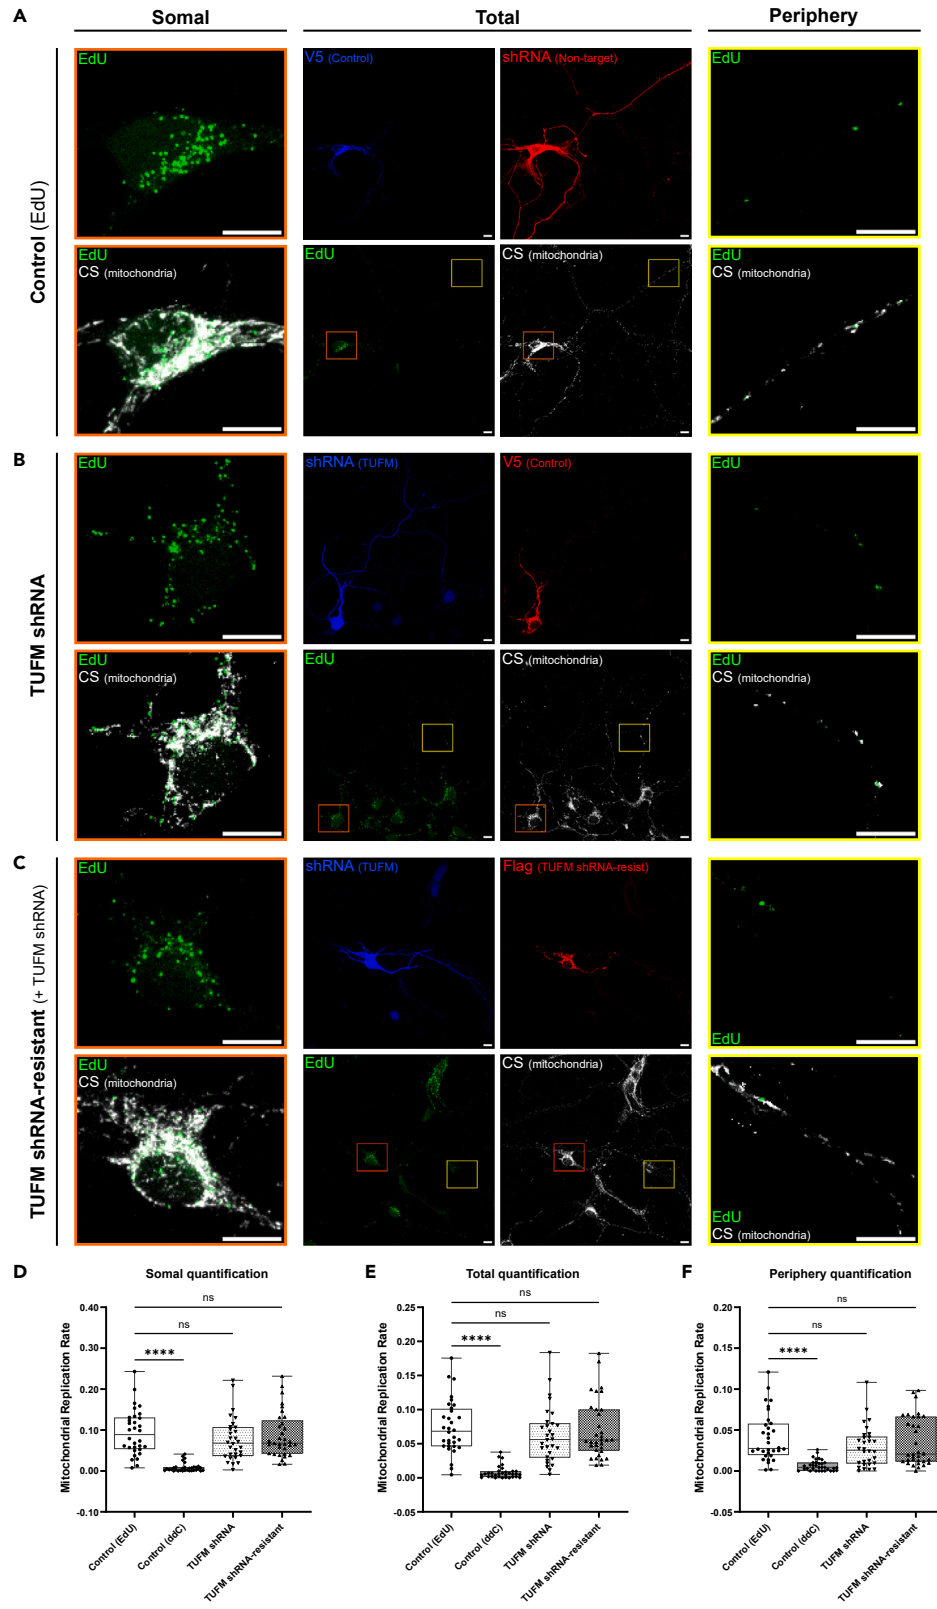 A
Somal
Total
Periphery
Control (EdU)
EdU
V5 (Control)
shRNA (Non-target)
EdU
EdU
CS (mitochondria)
EdU
CS (mitochondria)
EdU
CS (mitochondria)
B
TUFM shRNA
EdU
shRNA (TUFM)
V5 (Control)
EdU
EdU
CS (mitochondria)
EdU
CS (mitochondria)
EdU
CS (mitochondria)
C
TUFM shRNA-resistant (+ TUFM shRNA)
EdU
shRNA (TUFM)
Flag (TUFM shRNA-resist)
EdU
EdU
CS (mitochondria)
EdU
CS (mitochondria)
EdU
CS (mitochondria)
D
Somal quantification
Mitochondrial Replication Rate
0.40
0.30
0.20
0.10
0.00
-0.10
ns
ns
****
Control (EdU)
Control (ddC)
TUFM shRNA
TUFM shRNA-resistant
E
Total quantification
Mitochondrial Replication Rate
0.25
0.20
0.15
0.10
0.05
0.00
-0.05
ns
ns
****
Control (EdU)
Control (ddC)
TUFM shRNA
TUFM shRNA-resistant
F
Periphery quantification
Mitochondrial Replication Rate
0.20
0.15
0.10
0.05
0.00
-0.05
ns
ns
****
Control (EdU)
Control (ddC)
TUFM shRNA
TUFM shRNA-resistant